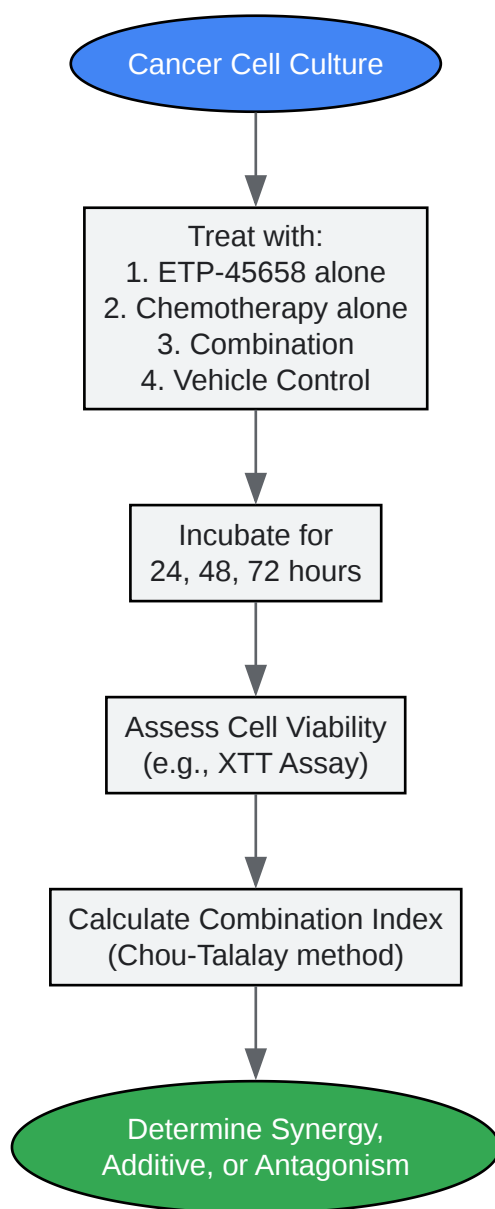 Cancer Cell Culture
Treat with:
1. ETP-45658 alone
2. Chemotherapy alone
3. Combination
4. Vehicle Control
Incubate for
24, 48, 72 hours
Assess Cell Viability
(e.g., XTT Assay)
Calculate Combination Index
(Chou-Talalay method)
Determine Synergy,
Additive, or Antagonism